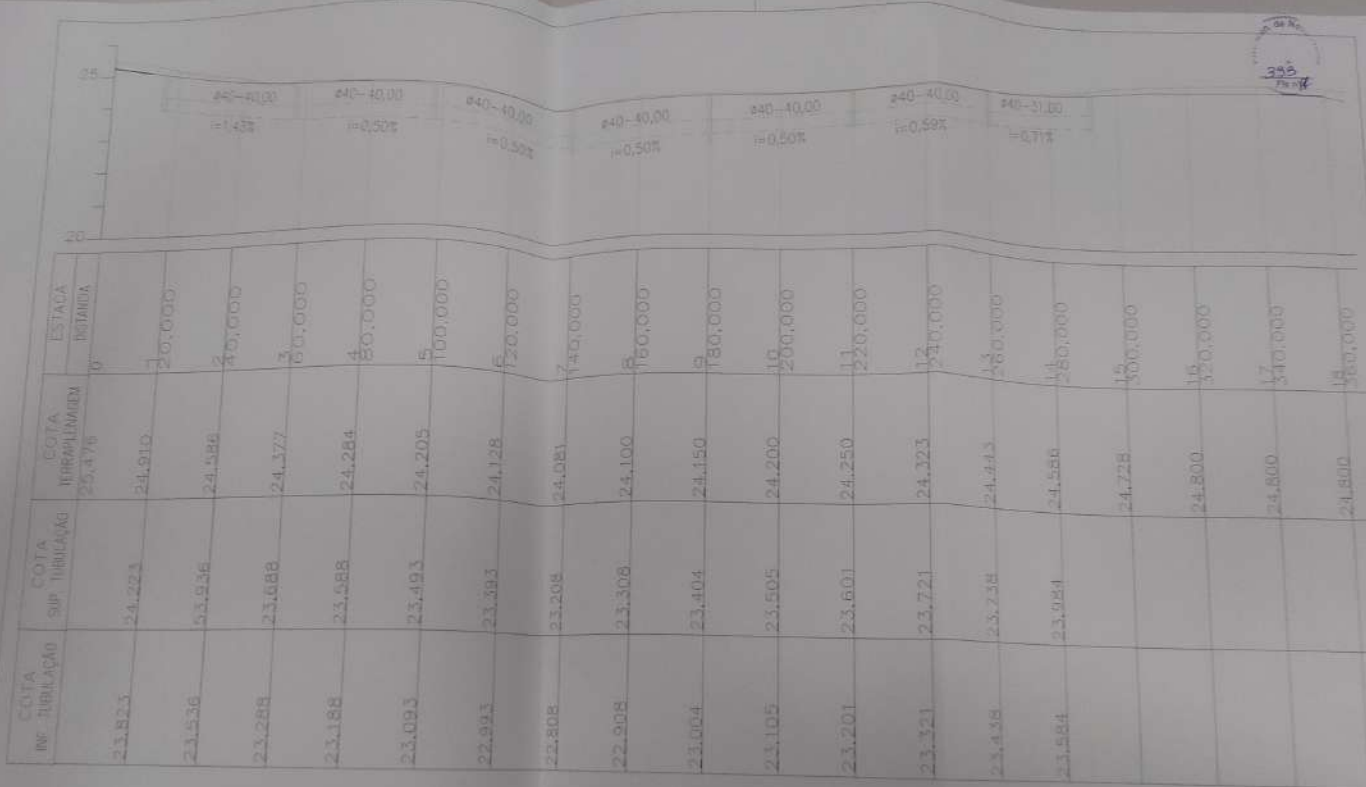 25
ø40-40,00
ø40-40,00
ø40-40,00
ø40-40,00
ø40-40,00
ø40-40,00
ø40-31,00
i=1,43%
i=0,50%
i=0,50%
i=0,50%
i=0,50%
i=0,59%
i=0,71%
20
393
ESTACA
0 1 2 3 4 5 6 7 8 9 10 11 12 13 14 15 16 17 18
DISTANDA
20,000 40,000 60,000 80,000 100,000 120,000 140,000 160,000 180,000 200,000 220,000 240,000 260,000 280,000 300,000 320,000 340,000 360,000
COTA
TERRAPLENAGEM
25,476 24,910 24,586 24,377 24,284 24,205 24,128 24,081 24,100 24,150 24,200 24,250 24,323 24,443 24,586 24,728 24,800 24,800 24,800
COTA
SUP. TUBULAÇÃO
24,223 53,936 23,688 23,588 23,493 23,393 23,208 23,308 23,404 23,505 23,601 23,721 23,738 23,984
COTA
INF. TUBULAÇÃO
23,823 23,536 23,288 23,188 23,093 22,993 22,808 22,908 23,004 23,105 23,201 23,321 23,438 23,584